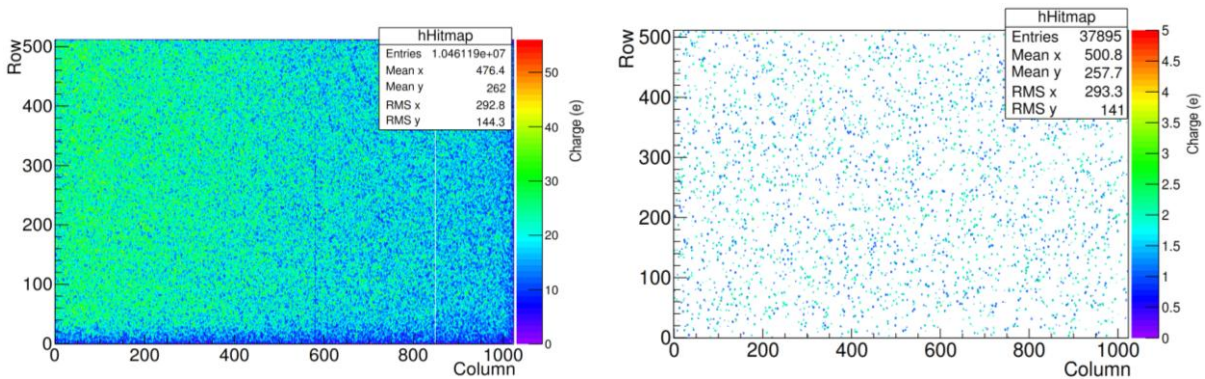 hHitmap
Entries 1.046119e+07
Mean x 476.4
Mean y 262
RMS x 292.8
RMS y 144.3
Row
500
400
300
200
100
0
0 200 400 600 800 1000
Column
50
40
30
20
10
0
Charge (e)
hHitmap
Entries 37895
Mean x 500.8
Mean y 257.7
RMS x 293.3
RMS y 141
Row
500
400
300
200
100
0
0 200 400 600 800 1000
Column
5
4.5
4
3.5
3
2.5
2
1.5
1
0.5
0
Charge (e)